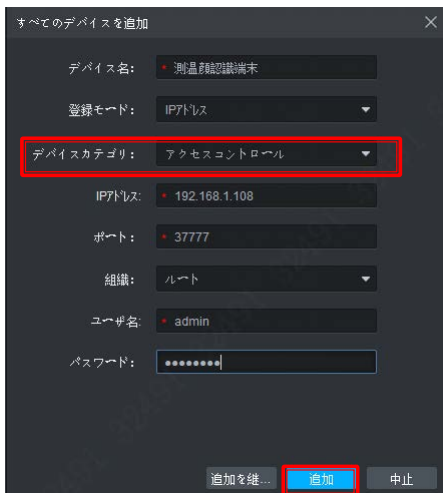 すべてのデバイスを追加
デバイス名: • 測温顔認識端末
登録モード: IPアドレス
デバイスカテゴリ: アクセスコントロール
IPアドレス: • 192.168.1.108
ポート: • 37777
組織: ルート
ユーザ名: • admin
パスワード: ●●●●●●●●
追加を継... 追加 中止
32491 32491
32491